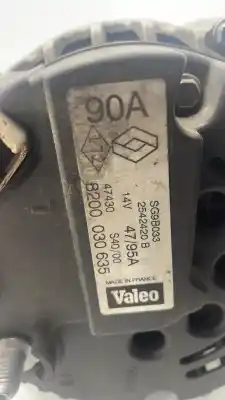 90A
SG9B033
2542420 B
14V 47/95A
47430 S40/00
8200 030 635
MADE IN FRANCE
Valeo